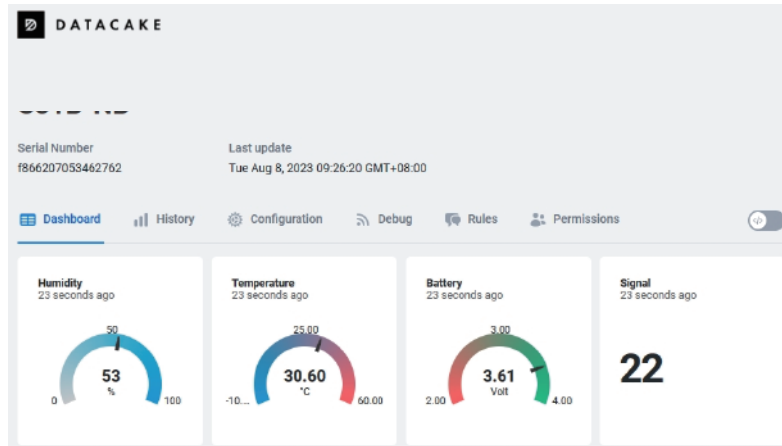 DATACAKE
Serial Number
f866207053462762
Last update
Tue Aug 8, 2023 09:26:20 GMT+08:00
Dashboard History Configuration Debug Rules Permissions
Humidity
23 seconds ago
50
53
%
0 100
Temperature
23 seconds ago
25.00
30.60
°C
-10... 60.00
Battery
23 seconds ago
3.00
3.61
Volt
2.00 4.00
Signal
23 seconds ago
22